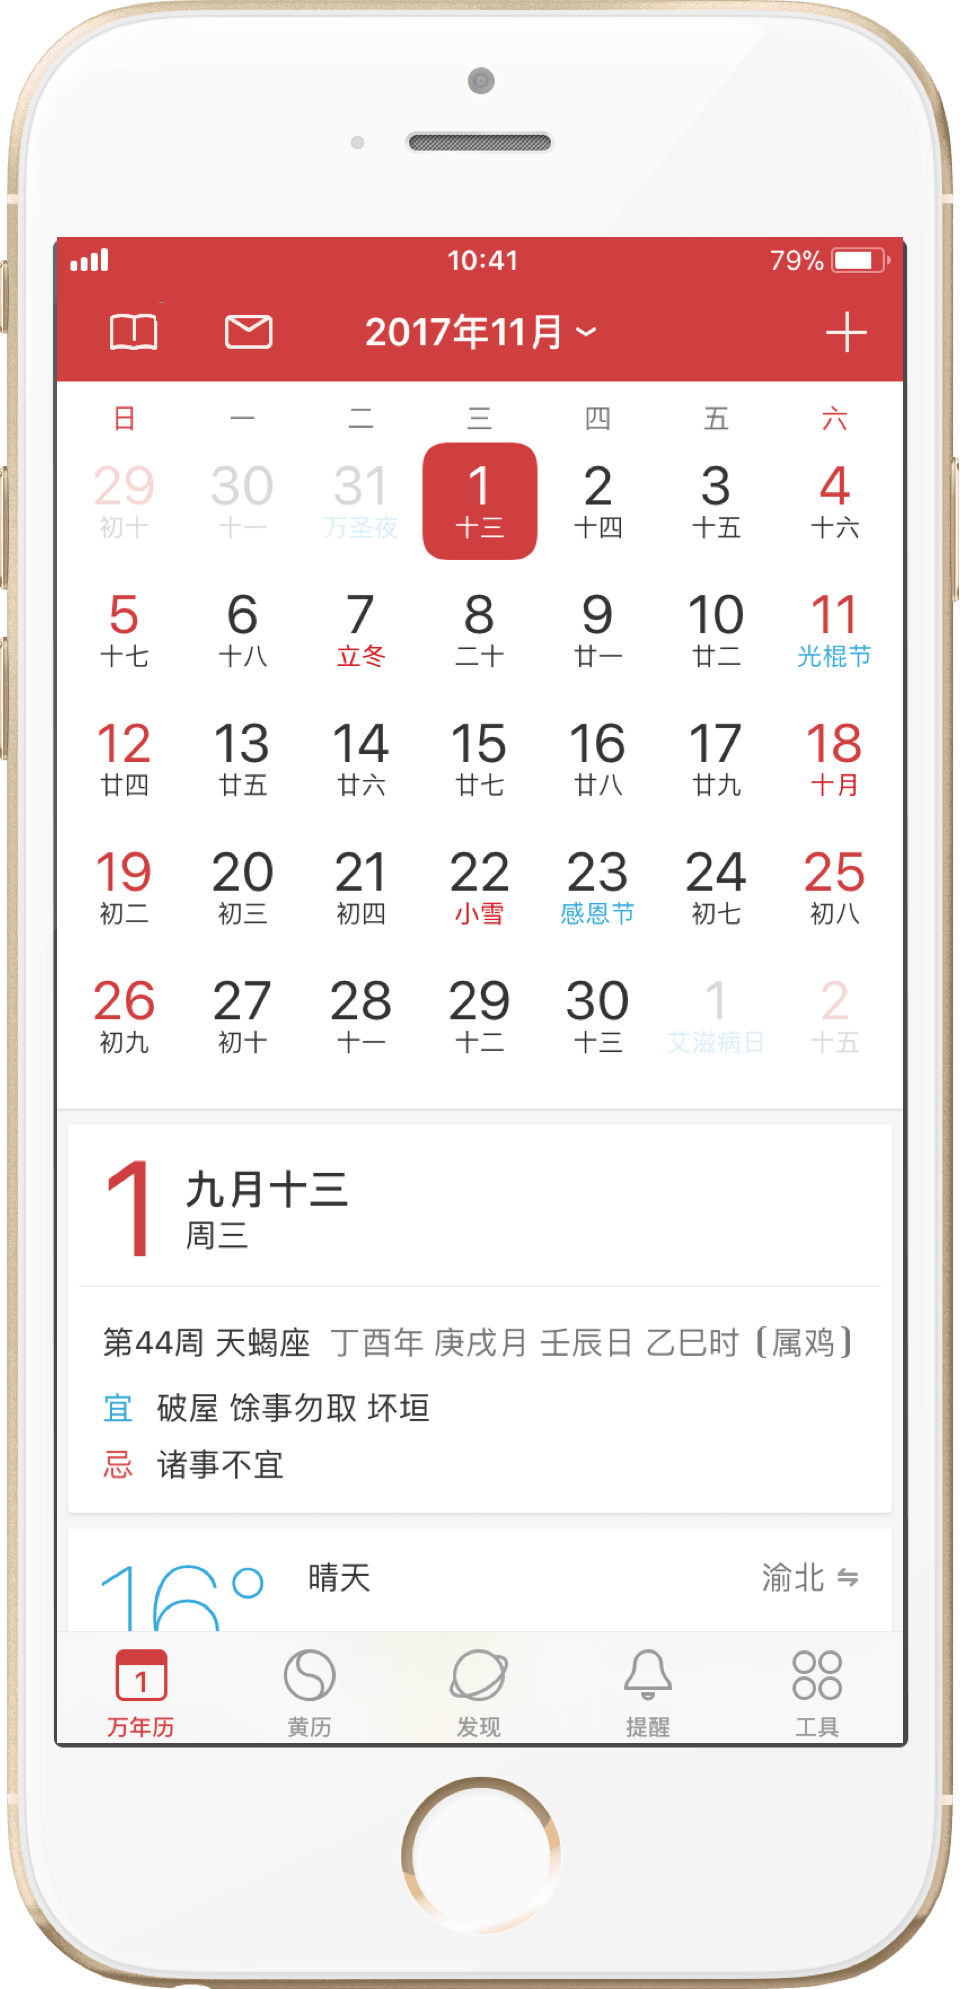 10:41 79%
2017年11月
日 一 二 三 四 五 六
29 30 31 1 2 3 4
初十 十一 万圣夜 十三 十四 十五 十六
5 6 7 8 9 10 11
十七 十八 立冬 二十 廿一 廿二 光棍节
12 13 14 15 16 17 18
廿四 廿五 廿六 廿七 廿八 廿九 十月
19 20 21 22 23 24 25
初二 初三 初四 小雪 感恩节 初七 初八
26 27 28 29 30 1 2
初九 初十 十一 十二 十三 艾滋病日 十五
1 九月十三
周三
第44周 天蝎座 丁酉年 庚戌月 壬辰日 乙巳时 (属鸡)
宜 破屋 馀事勿取 坏垣
忌 诸事不宜
16° 晴天 渝北
1
万年历 黄历 发现 提醒 工具